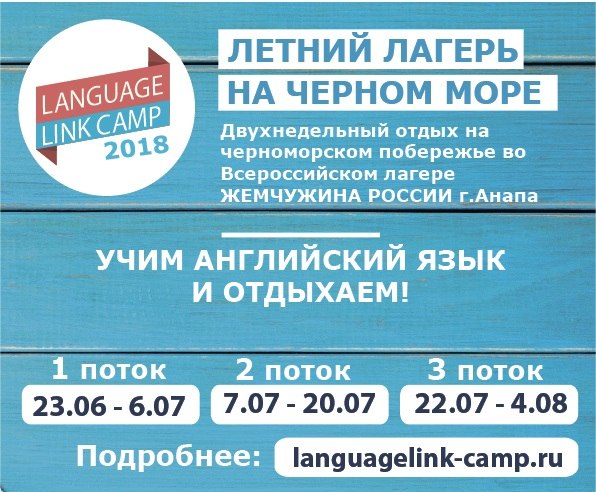 LANGUAGE
LINK CAMP
2018
ЛЕТНИЙ ЛАГЕРЬ
НА ЧЕРНОМ МОРЕ
Двухнедельный отдых на
черноморском побережье во
Всероссийском лагере
ЖЕМЧУЖИНА РОССИИ г.Анапа
УЧИМ АНГЛИЙСКИЙ ЯЗЫК
И ОТДЫХАЕМ!
1 поток
23.06 - 6.07
2 поток
7.07 - 20.07
3 поток
22.07 - 4.08
Подробнее: languagelink-camp.ru